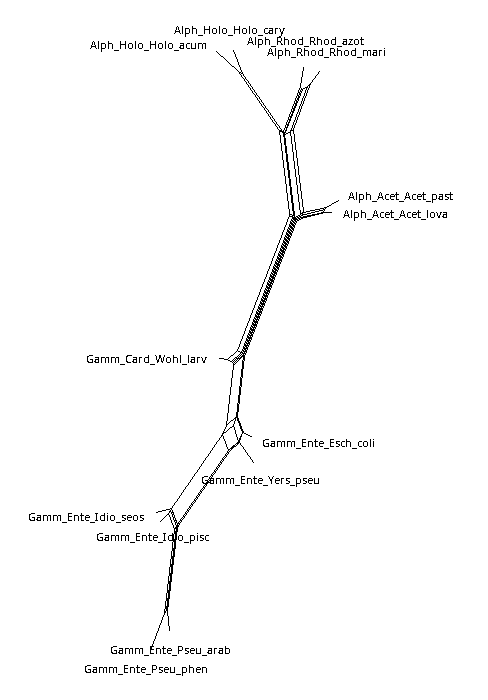 Alph_Holo_Holo_cary
Alph_Holo_Holo_acum
Alph_Rhod_Rhod_azot
Alph_Rhod_Rhod_mari
Alph_Acet_Acet_past
Alph_Acet_Acet_lova
Gamm_Card_Wohl_larv
Gamm_Ente_Esch_coli
Gamm_Ente_Yers_pseu
Gamm_Ente_Idio_seos
Gamm_Ente_Idio_pisc
Gamm_Ente_Pseu_arab
Gamm_Ente_Pseu_phen